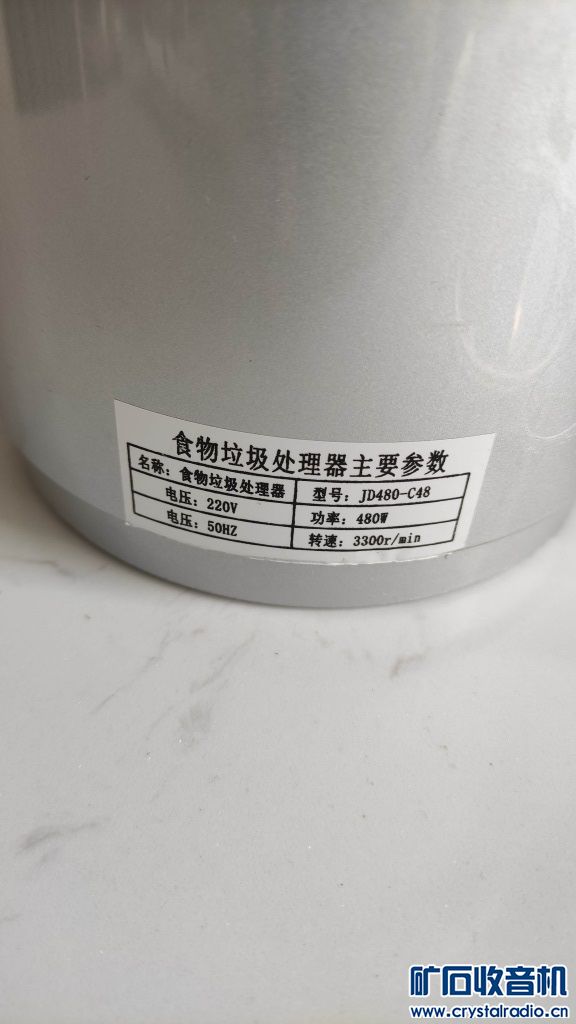 食物垃圾处理器主要参数
名称：食物垃圾处理器 型号：JD480-C48
电压：220V 功率：480W
电压：50HZ 转速：3300r/min
矿石收音机
www.crystalradio.cn